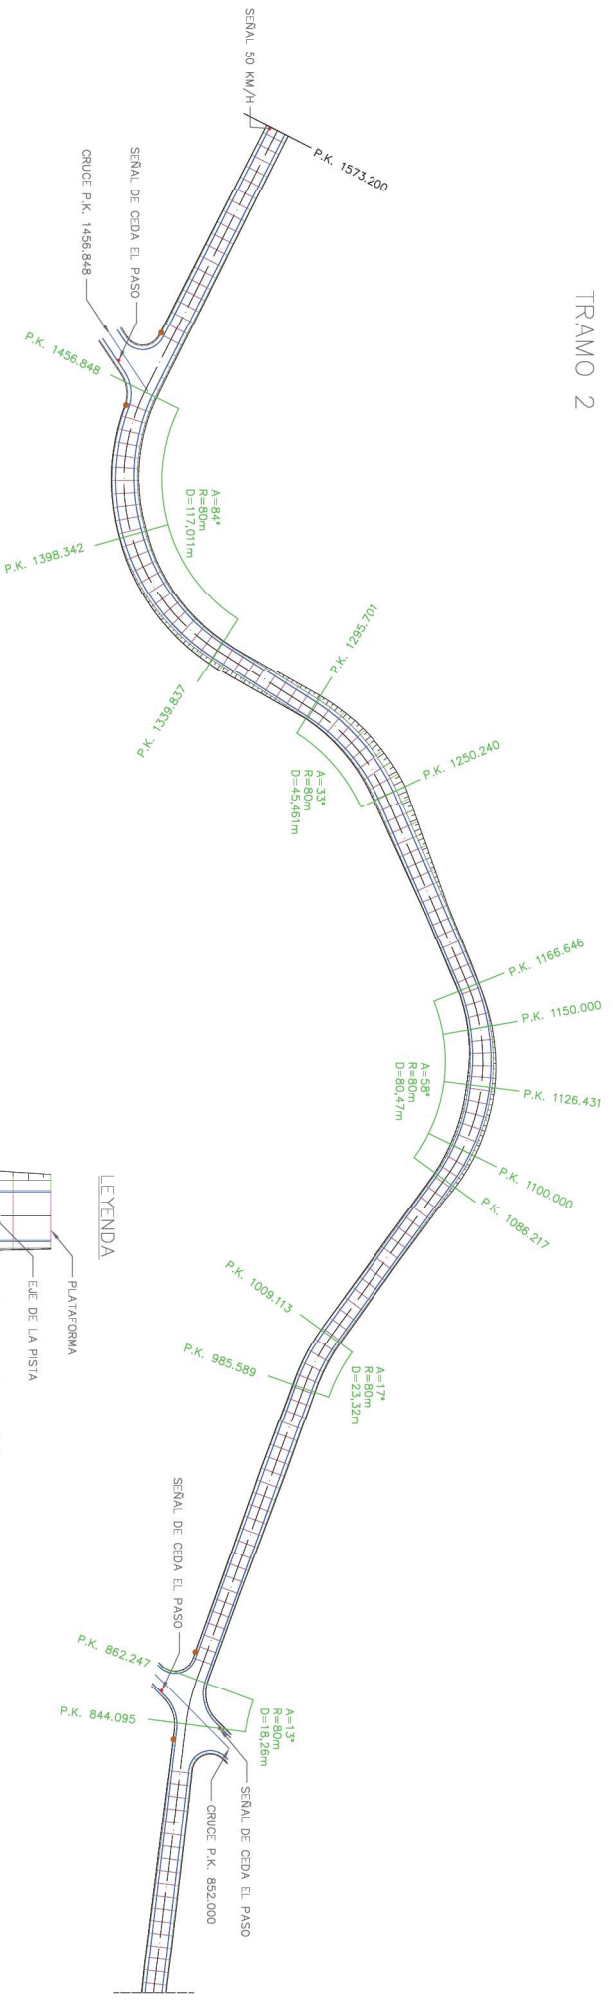 TRAMO 2
SEÑAL 50 KM/H
P.K. 1573.200
SEÑAL DE CEDA EL PASO
CRUCE P.K. 1456.848
P.K. 1456.848
A=84°
R=80m
D=117,011m
P.K. 1398.342
P.K. 1339.837
P.K. 1295.701
A=33°
R=80m
D=45,461m
P.K. 1250.240
P.K. 1166.646
P.K. 1150.000
A=58°
R=80m
D=80,47m
P.K. 1126.431
P.K. 1100.000
P.K. 1086.217
P.K. 1009.113
P.K. 985.589
A=17°
R=80m
D=23,32m
SEÑAL DE CEDA EL PASO
P.K. 862.247
P.K. 844.095
A=13°
R=80m
D=18,26m
SEÑAL DE CEDA EL PASO
CRUCE P.K. 852.000
LEYENDA
PLATAFORMA
EJE DE LA PISTA